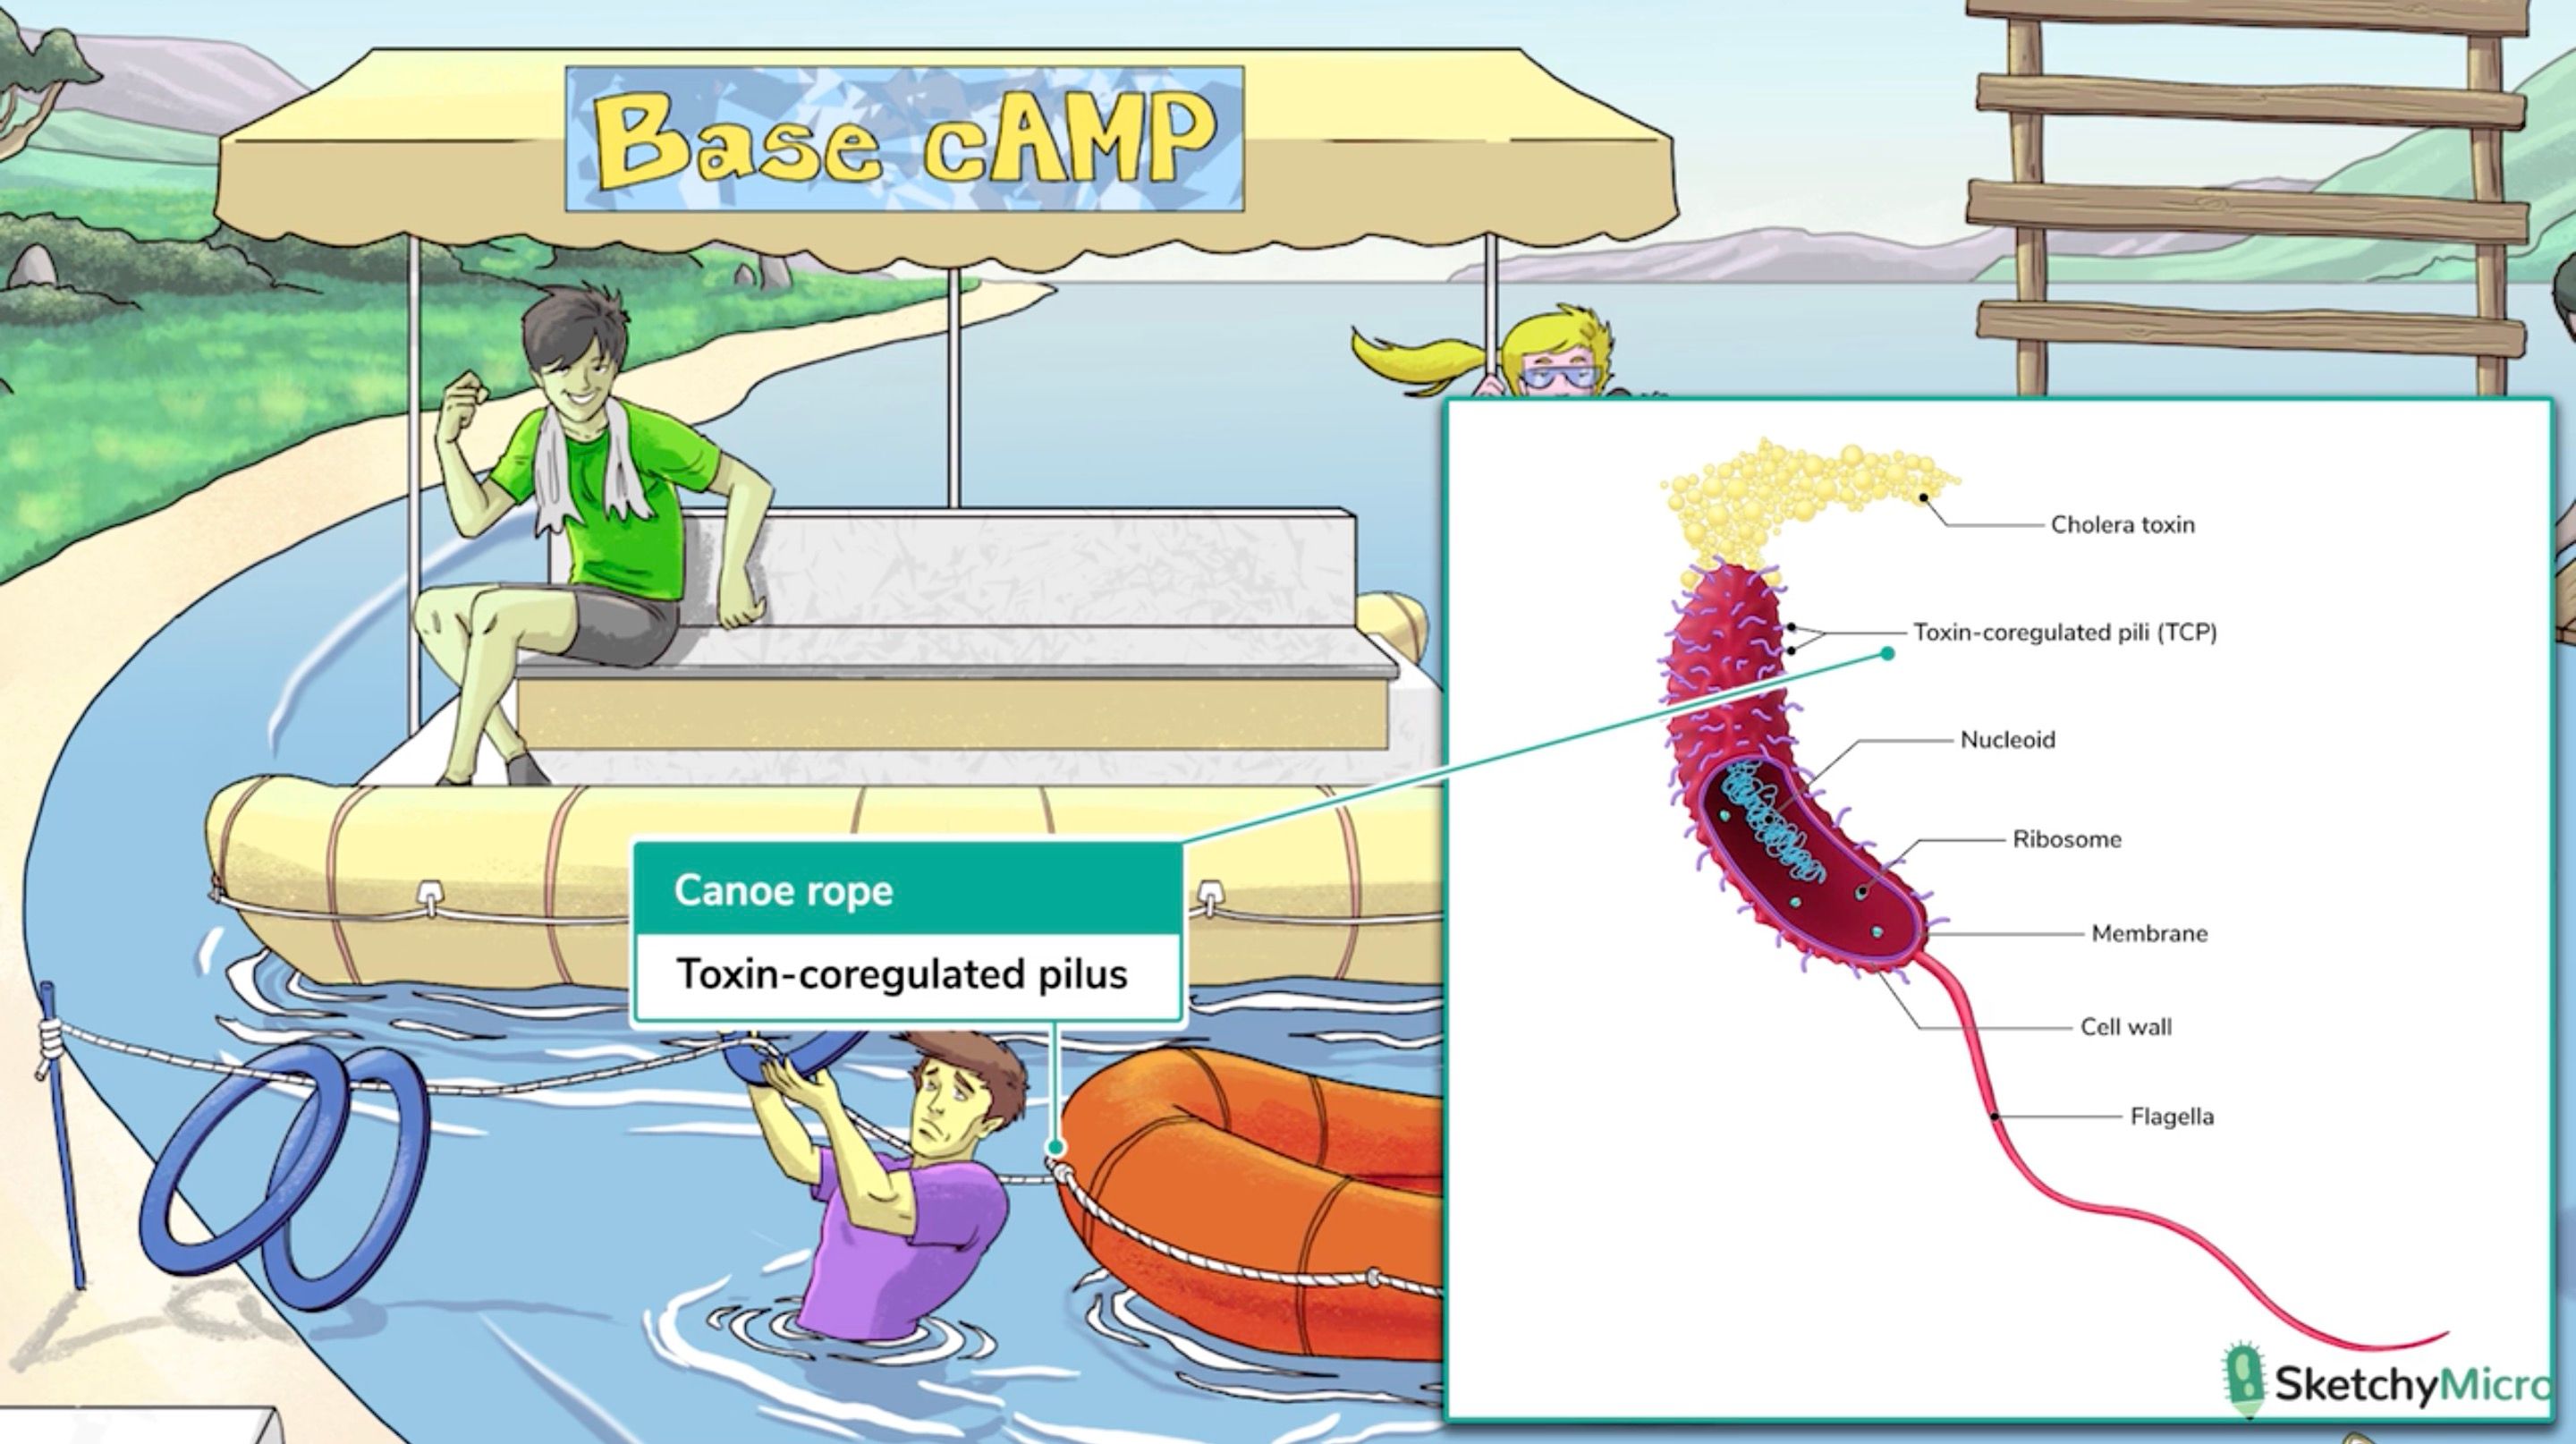 Base cAMP
Cholera toxin
Toxin-coregulated pili (TCP)
Nucleoid
Ribosome
Canoe rope
Membrane
Toxin-coregulated pilus
Cell wall
Flagella
SketchyMicro